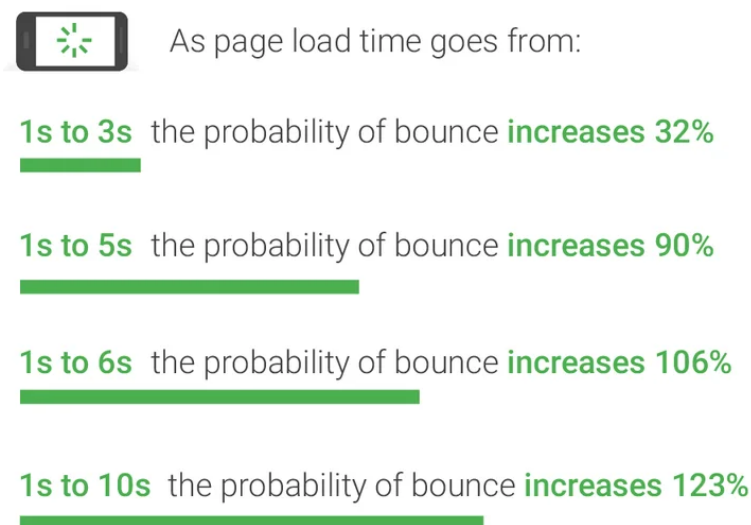 As page load time goes from:
1s to 3s the probability of bounce increases 32%
1s to 5s the probability of bounce increases 90%
1s to 6s the probability of bounce increases 106%
1s to 10s the probability of bounce increases 123%